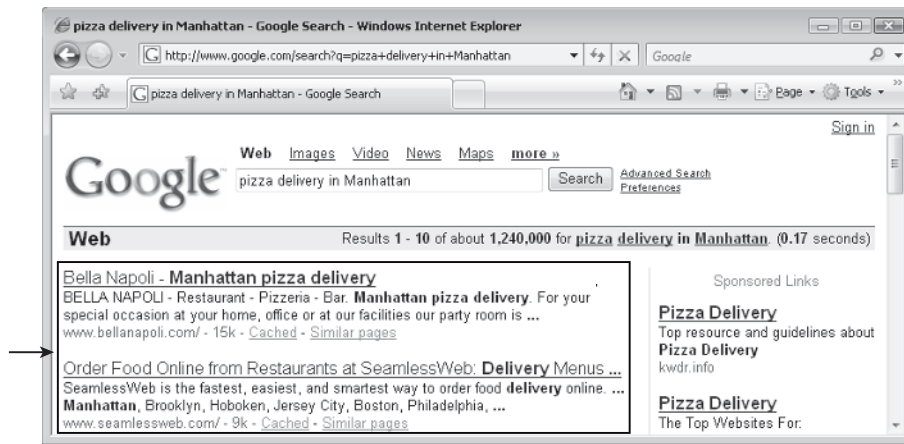 pizza delivery in Manhattan - Google Search - Windows Internet Explorer
http://www.google.com/search?q=pizza+delivery+in+Manhattan
Google
pizza delivery in Manhattan - Google Search
Page
Tools
Sign in
Google
Web Images Video News Maps more »
pizza delivery in Manhattan
Search
Advanced Search
Preferences
Web
Results 1 - 10 of about 1,240,000 for pizza delivery in Manhattan. (0.17 seconds)
Bella Napoli - Manhattan pizza delivery
BELLA NAPOLI - Restaurant - Pizzeria - Bar. Manhattan pizza delivery. For your
special occasion at your home, office or at our facilities our party room is ...
www.bellanapoli.com/ - 15k - Cached - Similar pages
Order Food Online from Restaurants at SeamlessWeb: Delivery Menus ...
SeamlessWeb is the fastest, easiest, and smartest way to order food delivery online. ...
Manhattan, Brooklyn, Hoboken, Jersey City, Boston, Philadelphia, ...
www.seamlessweb.com/ - 9k - Cached - Similar pages
Sponsored Links
Pizza Delivery
Top resource and guidelines about
Pizza Delivery
kwdr.info
Pizza Delivery
The Top Websites For: